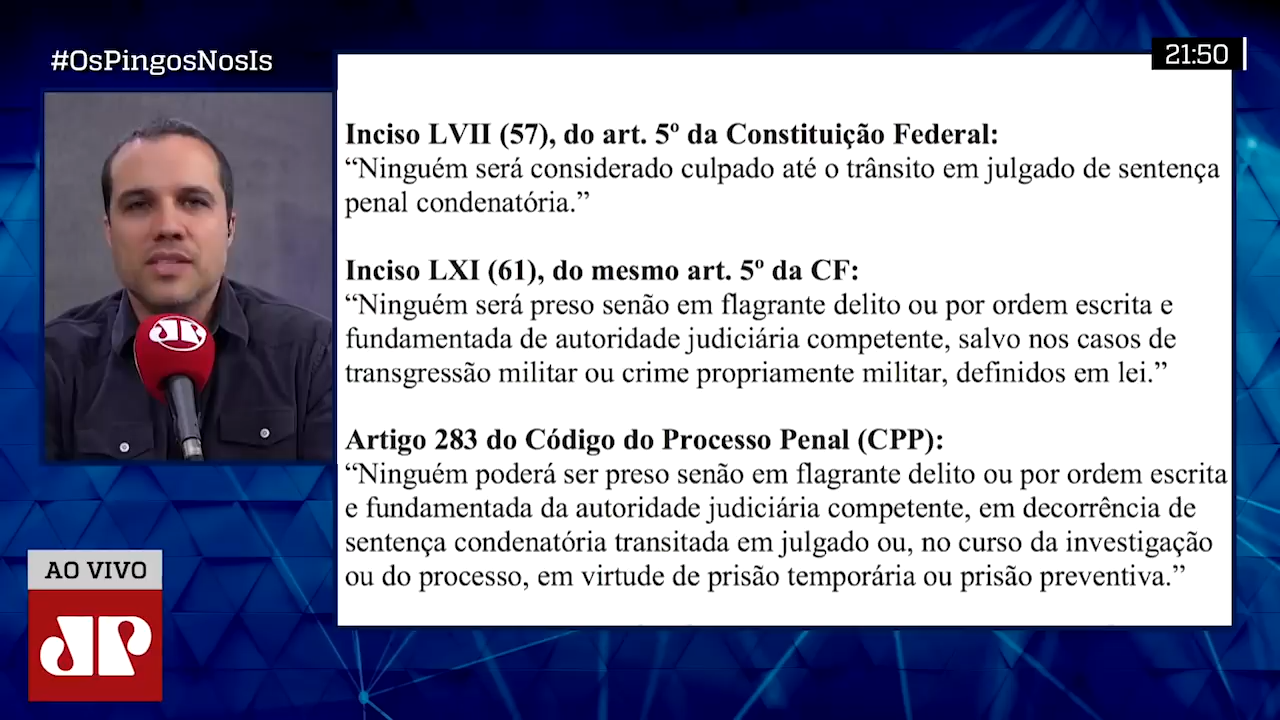 #OsPingosNosIs
21:50
Inciso LVII (57), do art. 5º da Constituição Federal:
“Ninguém será considerado culpado até o trânsito em julgado de sentença
penal condenatória.”
Inciso LXI (61), do mesmo art. 5º da CF:
“Ninguém será preso senão em flagrante delito ou por ordem escrita e
fundamentada de autoridade judiciária competente, salvo nos casos de
transgressão militar ou crime propriamente militar, definidos em lei.”
Artigo 283 do Código do Processo Penal (CPP):
“Ninguém poderá ser preso senão em flagrante delito ou por ordem escrita
e fundamentada da autoridade judiciária competente, em decorrência de
sentença condenatória transitada em julgado ou, no curso da investigação
ou do processo, em virtude de prisão temporária ou prisão preventiva.”
JP
AO VIVO
JP